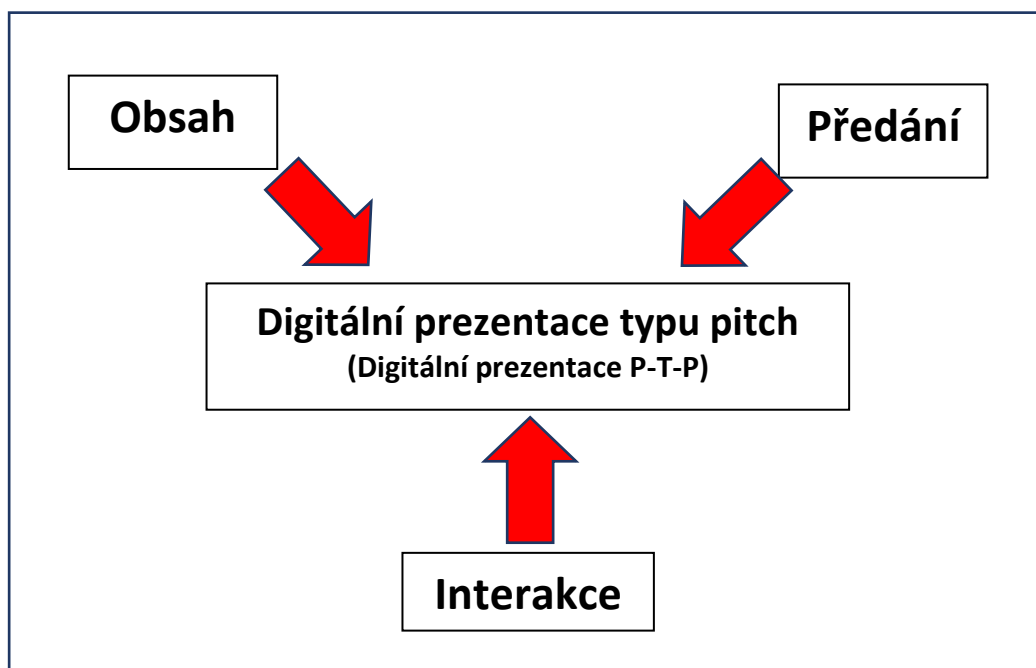 Obsah
Předání
Digitální prezentace typu pitch
(Digitální prezentace P-T-P)
Interakce